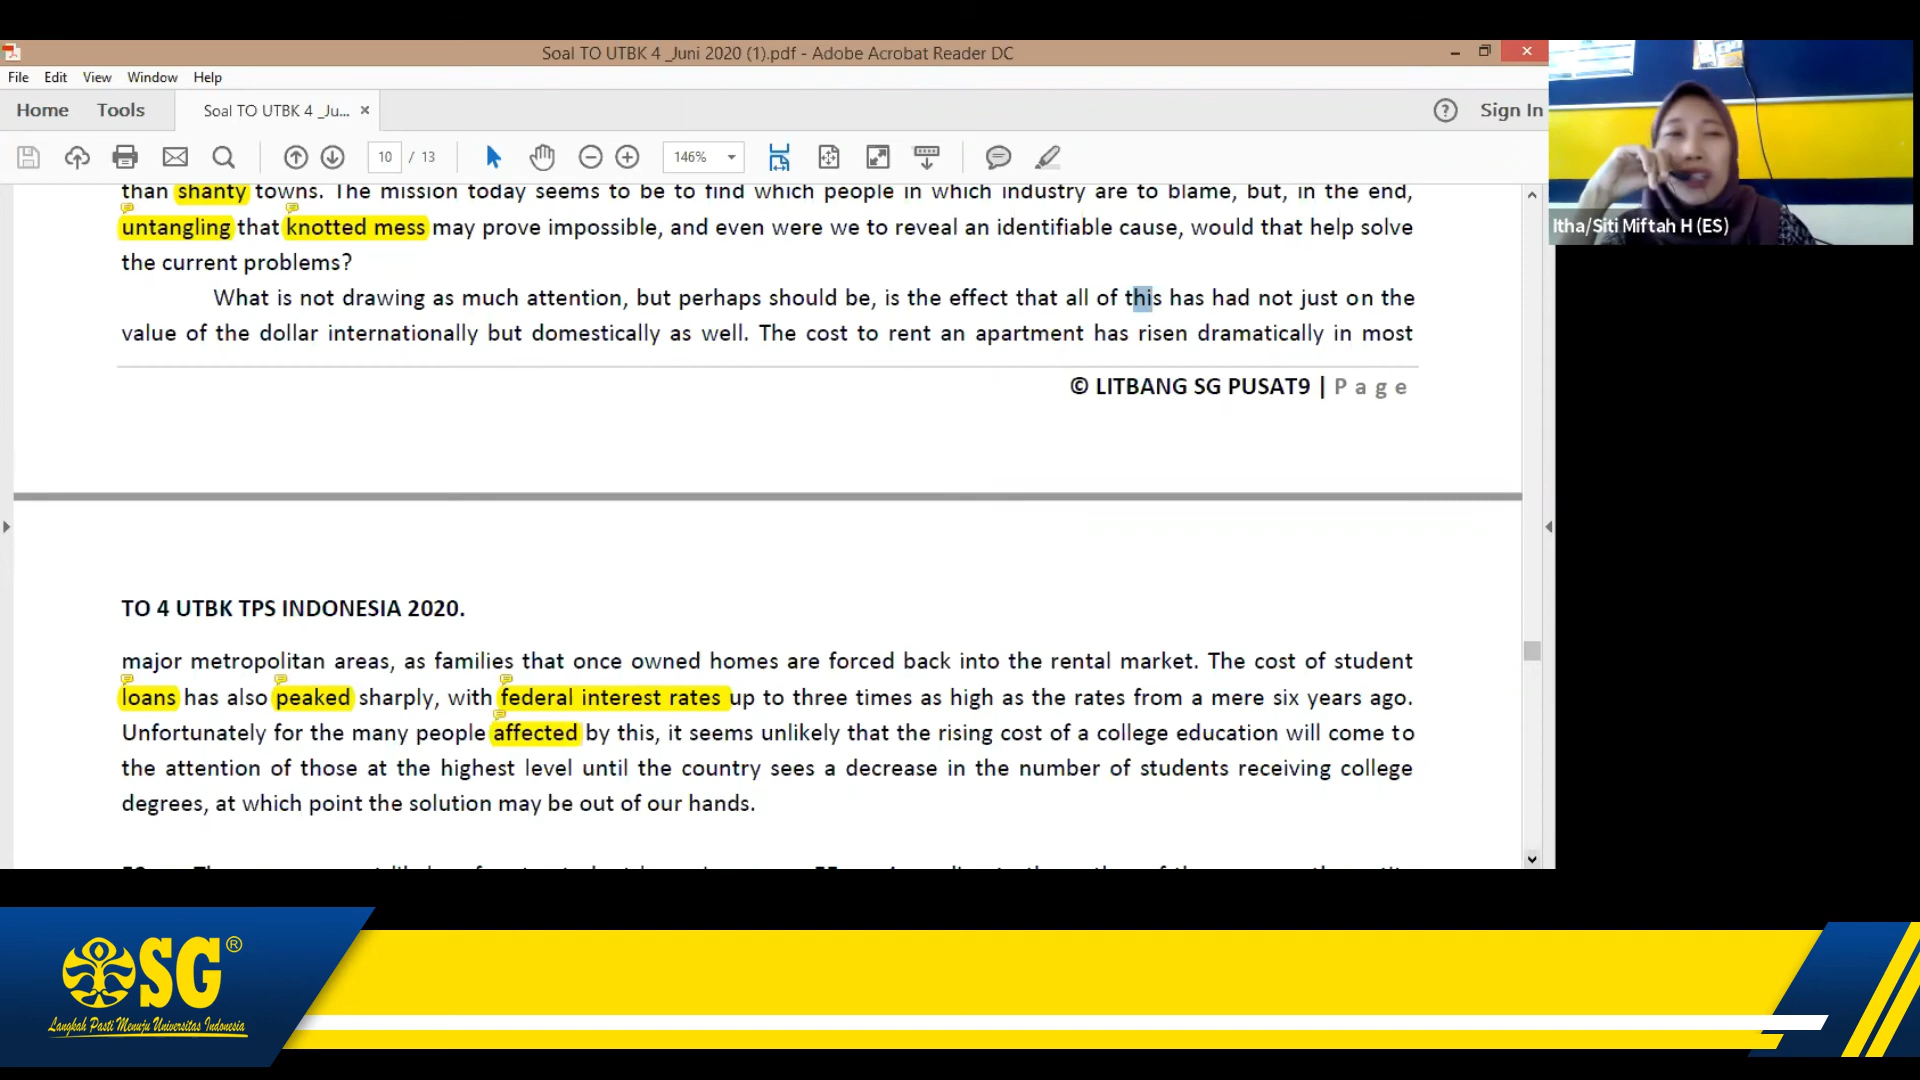 Soal TO UTBK 4 _Juni 2020 (1).pdf - Adobe Acrobat Reader DC
File Edit View Window Help
Home Tools Soal TO UTBK 4 _Ju... Sign In
10 / 13 146%
than shanty towns. The mission today seems to be to find which people in which industry are to blame, but, in the end,
untangling that knotted mess may prove impossible, and even were we to reveal an identifiable cause, would that help solve
the current problems?
What is not drawing as much attention, but perhaps should be, is the effect that all of this has had not just on the
value of the dollar internationally but domestically as well. The cost to rent an apartment has risen dramatically in most
© LITBANG SG PUSAT9 | Page
TO 4 UTBK TPS INDONESIA 2020.
major metropolitan areas, as families that once owned homes are forced back into the rental market. The cost of student
loans has also peaked sharply, with federal interest rates up to three times as high as the rates from a mere six years ago.
Unfortunately for the many people affected by this, it seems unlikely that the rising cost of a college education will come to
the attention of those at the highest level until the country sees a decrease in the number of students receiving college
degrees, at which point the solution may be out of our hands.
Itha/Siti Miftah H (ES)
SG®
Langkah Pasti Menuju Universitas Indonesia